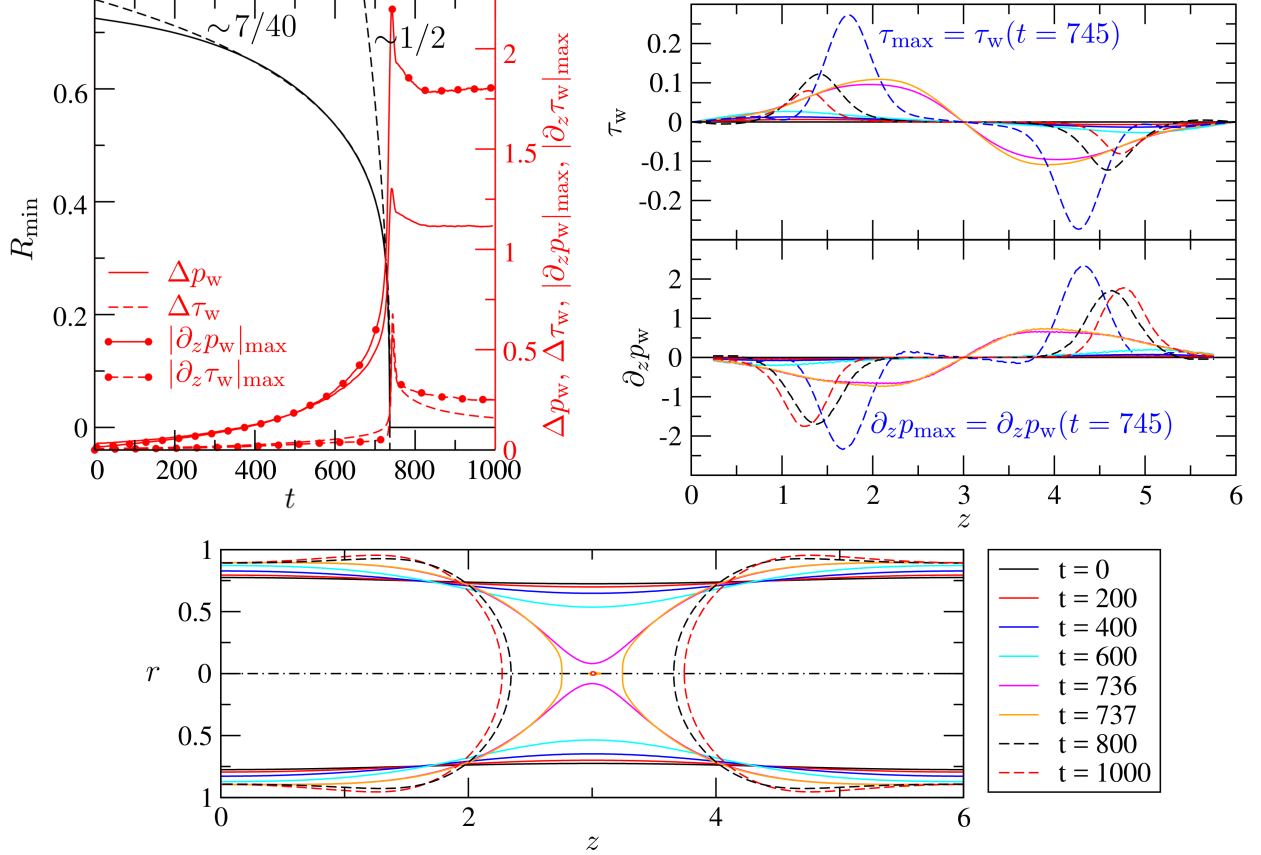 ~7/40
~1/2
0.6
0.4
0.2
0
R_min
2
1.5
1
0.5
0
Δp_w, Δτ_w, |∂_z p_w|_max, |∂_z τ_w|_max
Δp_w
Δτ_w
|∂_z p_w|_max
|∂_z τ_w|_max
0 200 400 600 800 1000
t
τ_max = τ_w(t = 745)
0.2
0.1
0
-0.1
-0.2
τ_w
2
1
0
-1
-2
∂_z p_w
∂_z p_max = ∂_z p_w(t = 745)
0 1 2 3 4 5 6
z
1
0.5
0
0.5
1
r
0 2 4 6
z
t = 0
t = 200
t = 400
t = 600
t = 736
t = 737
t = 800
t = 1000